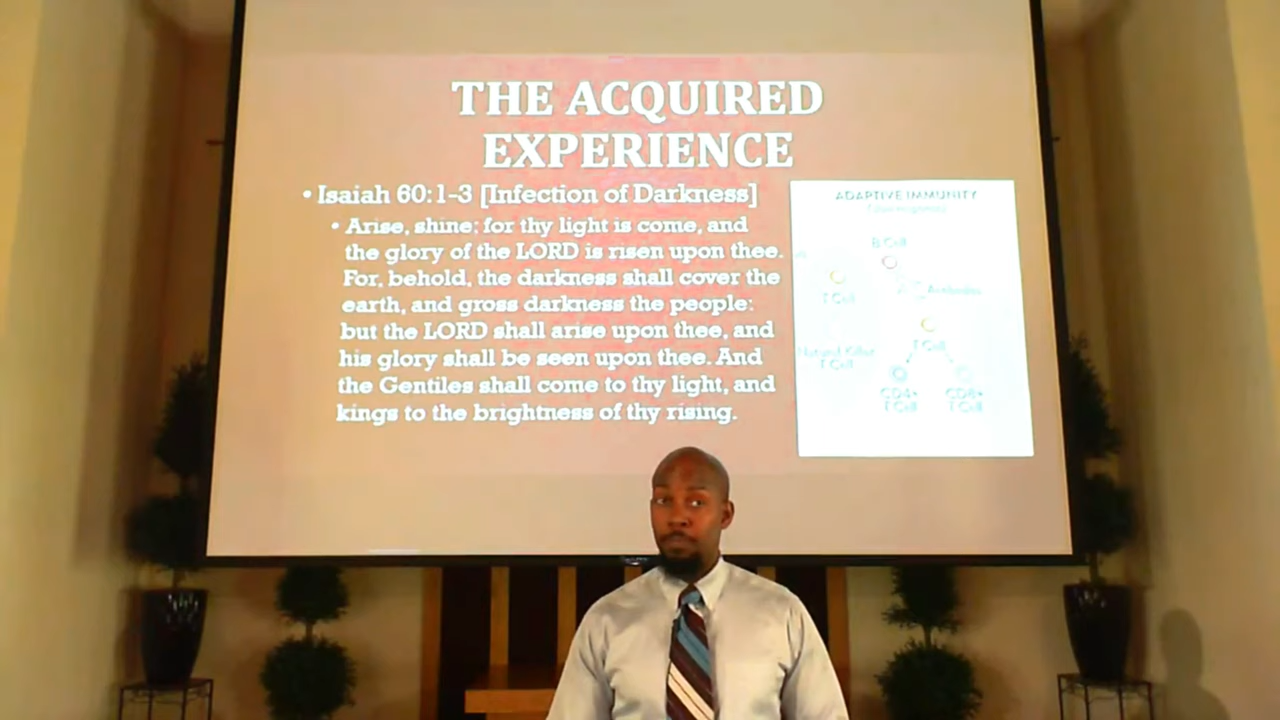 THE ACQUIRED
EXPERIENCE
• Isaiah 60:1-3 [Infection of Darkness]
• Arise, shine; for thy light is come, and
the glory of the LORD is risen upon thee.
For, behold, the darkness shall cover the
earth, and gross darkness the people:
but the LORD shall arise upon thee, and
his glory shall be seen upon thee. And
the Gentiles shall come to thy light, and
kings to the brightness of thy rising.
ADAPTIVE IMMUNITY
B Cell
T Cell
Antibodies
T Cell
Natural Killer
T Cell
CD4+
T Cell
CD8+
T Cell